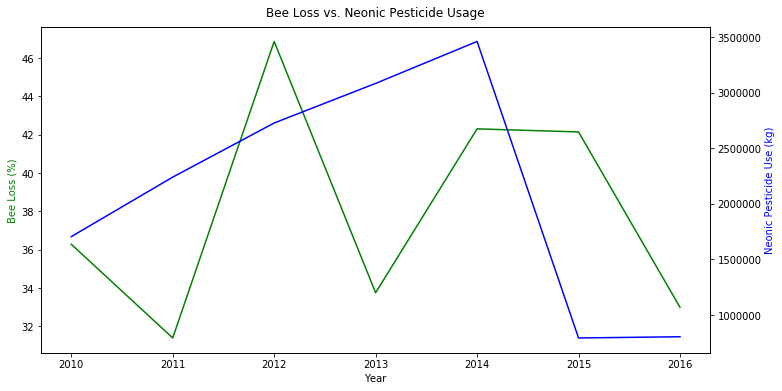 Bee Loss vs. Neonic Pesticide Usage
46
44
42
40
38
36
34
32
Bee Loss (%)
3500000
3000000
2500000
2000000
1500000
1000000
Neonic Pesticide Use (kg)
2010 2011 2012 2013 2014 2015 2016
Year